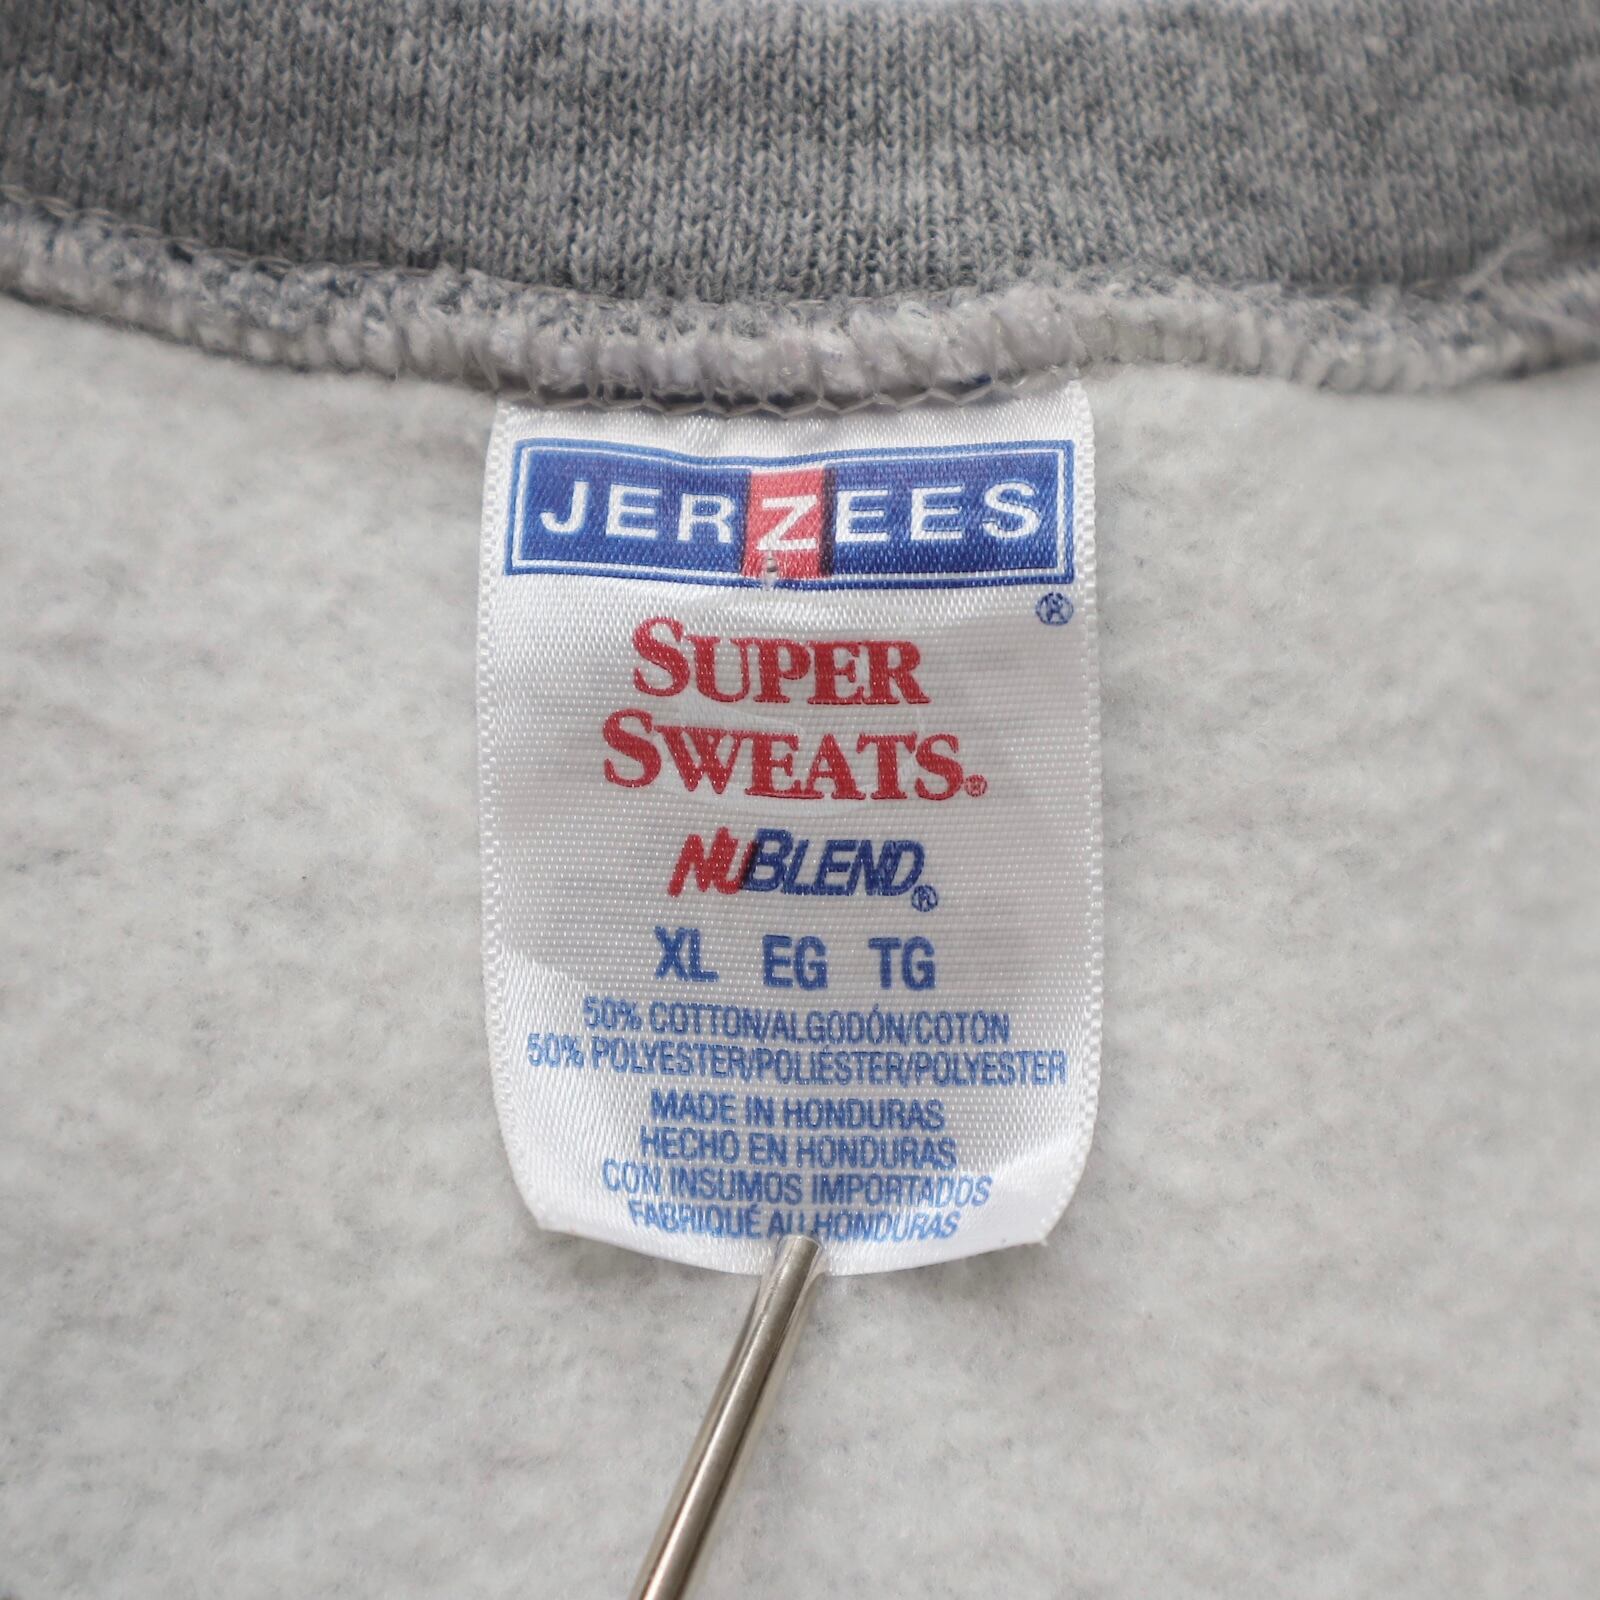 JERZEES
®
SUPER
SWEATS®
NUBLEND®
XL EG TG
50% COTTON/ALGODÓN/COTON
50% POLYESTER/POLIÉSTER/POLYESTER
MADE IN HONDURAS
HECHO EN HONDURAS
CON INSUMOS IMPORTADOS
FABRIQUÉ AU HONDURAS